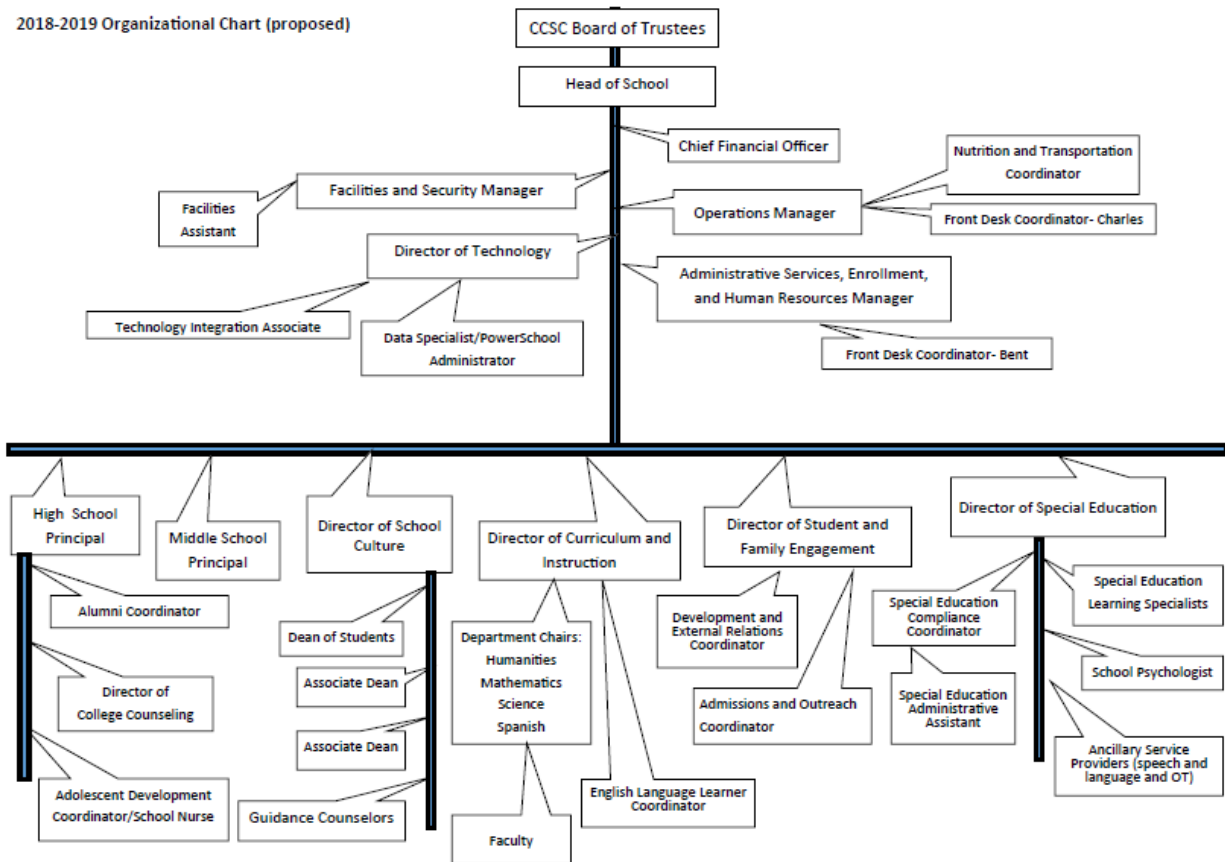 2018-2019 Organizational Chart (proposed)
CCSC Board of Trustees
Head of School
Chief Financial Officer
Nutrition and Transportation
Coordinator
Facilities and Security Manager
Facilities
Assistant
Operations Manager
Front Desk Coordinator- Charles
Director of Technology
Administrative Services, Enrollment,
and Human Resources Manager
Technology Integration Associate
Data Specialist/PowerSchool
Administrator
Front Desk Coordinator- Bent
High School
Principal
Middle School
Principal
Director of School
Culture
Director of Curriculum and
Instruction
Director of Student and
Family Engagement
Director of Special Education
Alumni Coordinator
Director of
College Counseling
Adolescent Development
Coordinator/School Nurse
Dean of Students
Associate Dean
Associate Dean
Guidance Counselors
Department Chairs:
Humanities
Mathematics
Science
Spanish
Faculty
English Language Learner
Coordinator
Development and
External Relations
Coordinator
Admissions and Outreach
Coordinator
Special Education
Compliance
Coordinator
Special Education
Administrative
Assistant
Special Education
Learning Specialists
School Psychologist
Ancillary Service
Providers (speech and
language and OT)